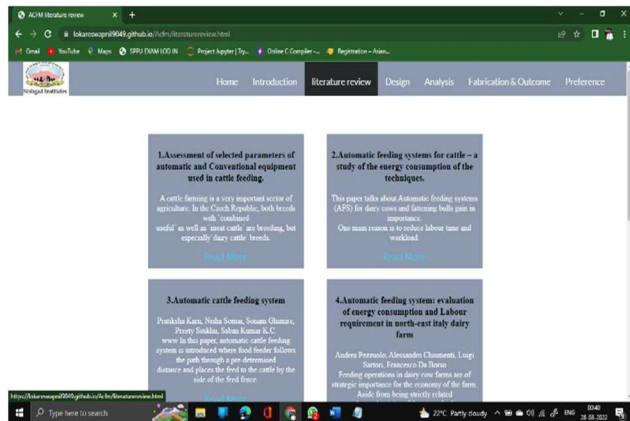 ACFM literature review
lokareswapnil9049.github.io/Acfm/literaturereview.html
Gmail YouTube Maps SPPU EXAM LOG IN Project Jupyter | Try... Online C Compiler -... Registration - Asian...
Nisheād Institutes
Home Introduction literature review Design Analysis Fabrication & Outcome Preference
1.Assessment of selected parameters of
automatic and Conventional equipment
used in cattle feeding.
A cattle farming is a very important sector of
agriculture. In the Czech Republic, both breeds
with `combined
useful` as well as `meat cattle` are breeding, but
especially `dairy cattle` breeds.
Read More
2.Automatic feeding systems for cattle – a
study of the energy consumption of the
techniques.
This paper talks about Automatic feeding systems
(AFS) for dairy cows and fattening bulls gain in
importance.
One main reason is to reduce labour time and
workload.
Read More
3.Automatic cattle feeding system
Pratiksha Karn, Nisha Somai, Sonam Ghimire,
Preety Sinkhu, Saban Kumar K.C.
www In this paper, automatic cattle feeding
system is introduced where food feeder follows
the path through a pre-determined
distance and places the feed to the cattle by the
side of the feed fence.
4.Automatic feeding system: evaluation
of energy consumption and Labour
requirement in north-east italy dairy
farm
Andrea Pezzuolo, Alessandro Chiumenti, Luigi
Sartori, Francesco Da Borso
Feeding operations in dairy cow farms are of
strategic importance for the economy of the farm.
Aside from being strictly related
https://lokareswapnil9049.github.io/Acfm/literaturereview.html
Type here to search
22°C Partly cloudy
ENG
00:40
28-08-2022